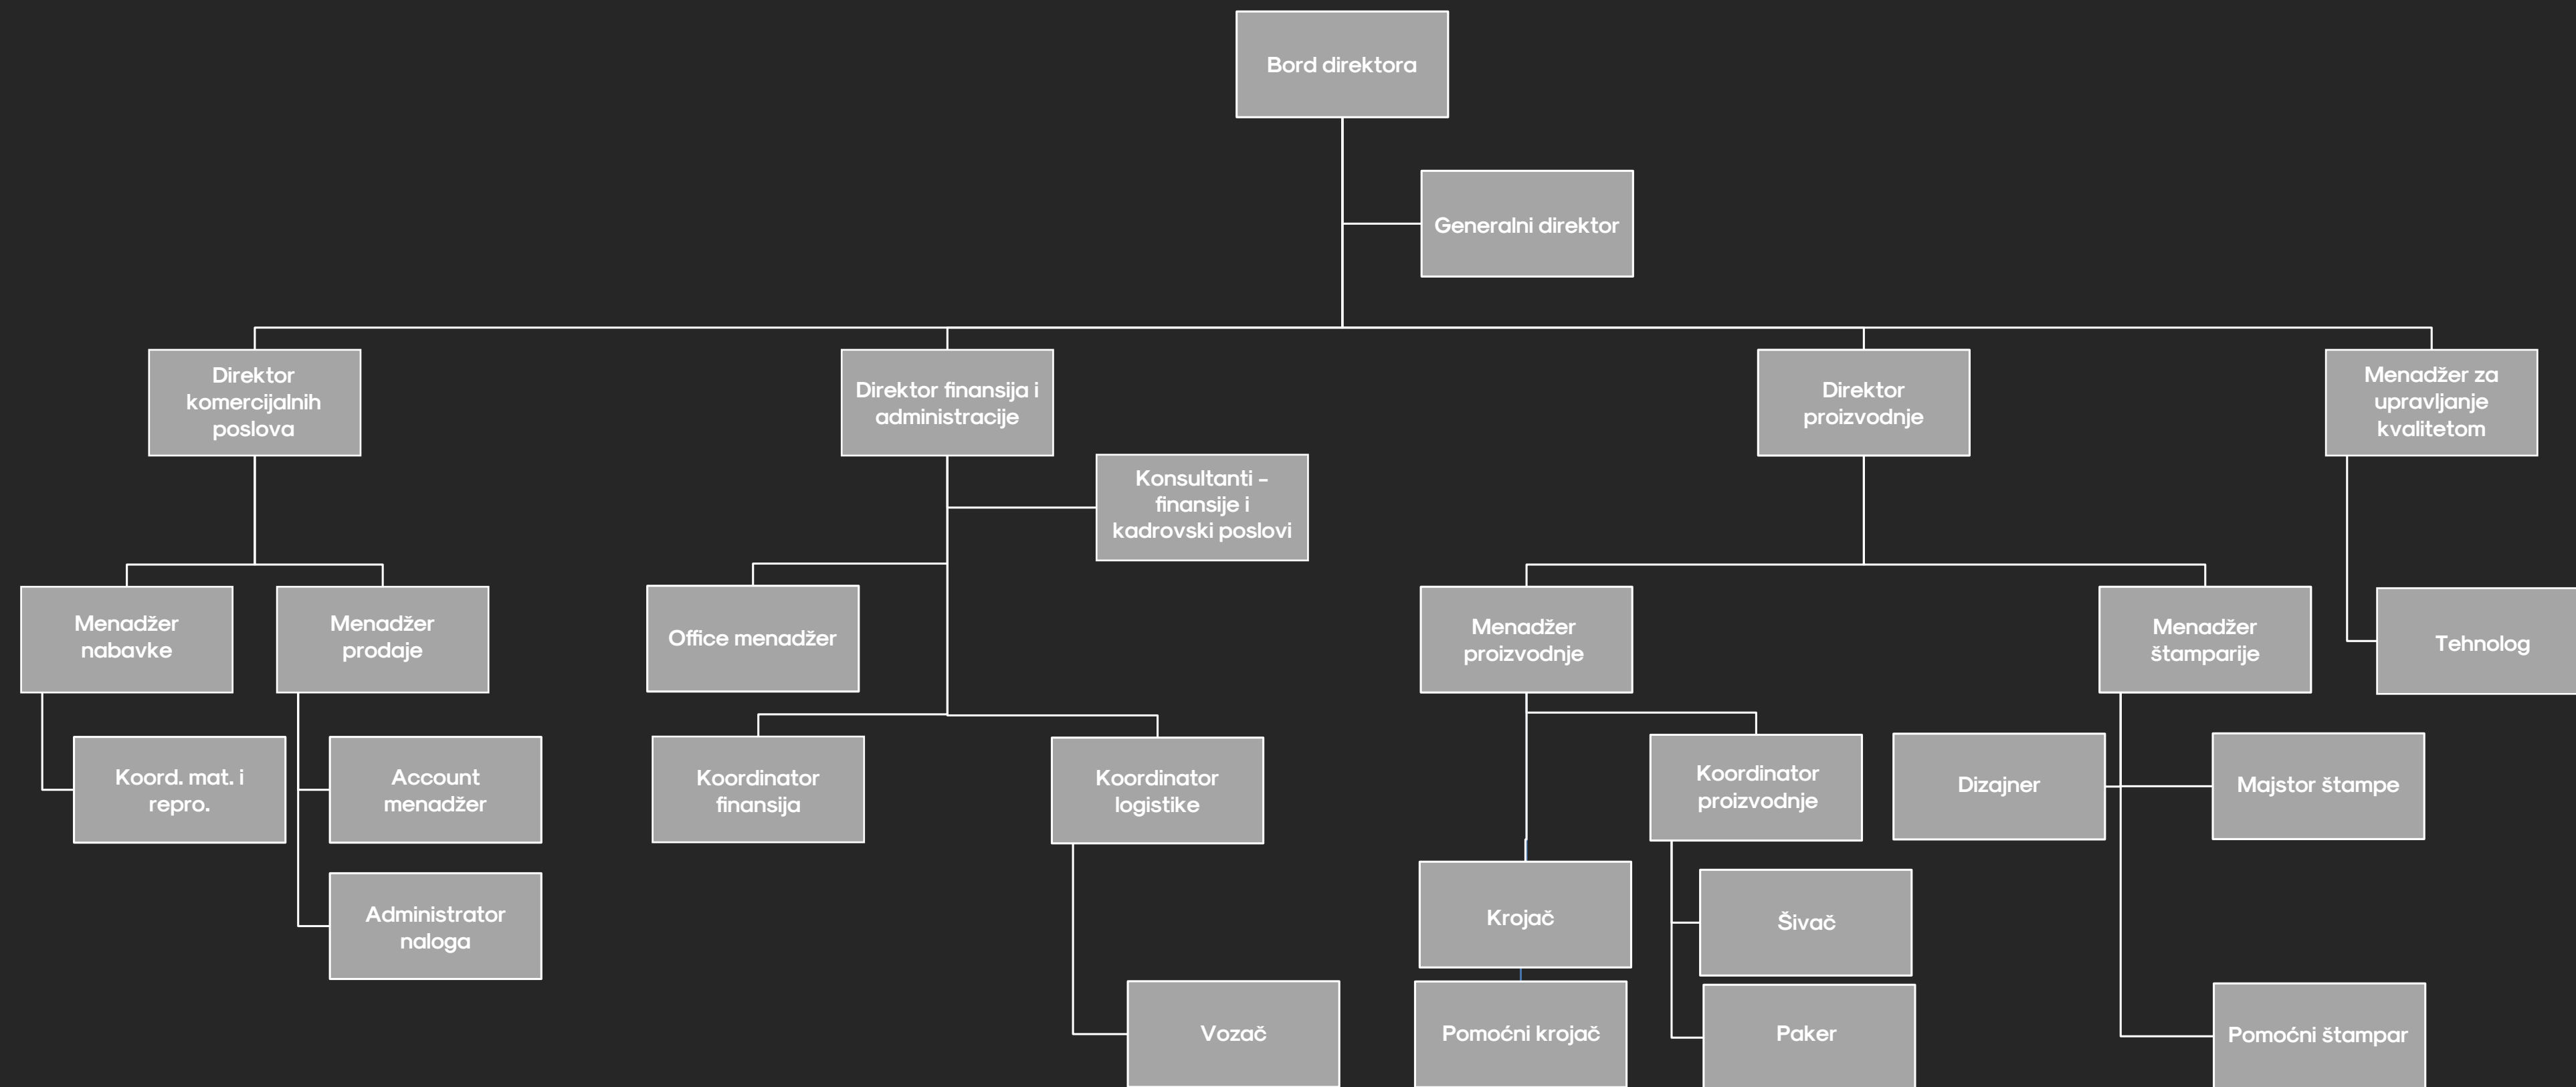 Bord direktora
Generalni direktor
Direktor
komercijalnih
poslova
Direktor finansija i
administracije
Direktor
proizvodnje
Menadžer za
upravljanje
kvalitetom
Konsultanti -
finansije i
kadrovski poslovi
Menadžer
nabavke
Menadžer
prodaje
Office menadžer
Menadžer
proizvodnje
Menadžer
štamparije
Tehnolog
Koord. mat. i
repro.
Account
menadžer
Koordinator
finansija
Koordinator
logistike
Koordinator
proizvodnje
Dizajner
Majstor štampe
Administrator
naloga
Krojač
Šivač
Vozač
Pomoćni krojač
Paker
Pomoćni štampar